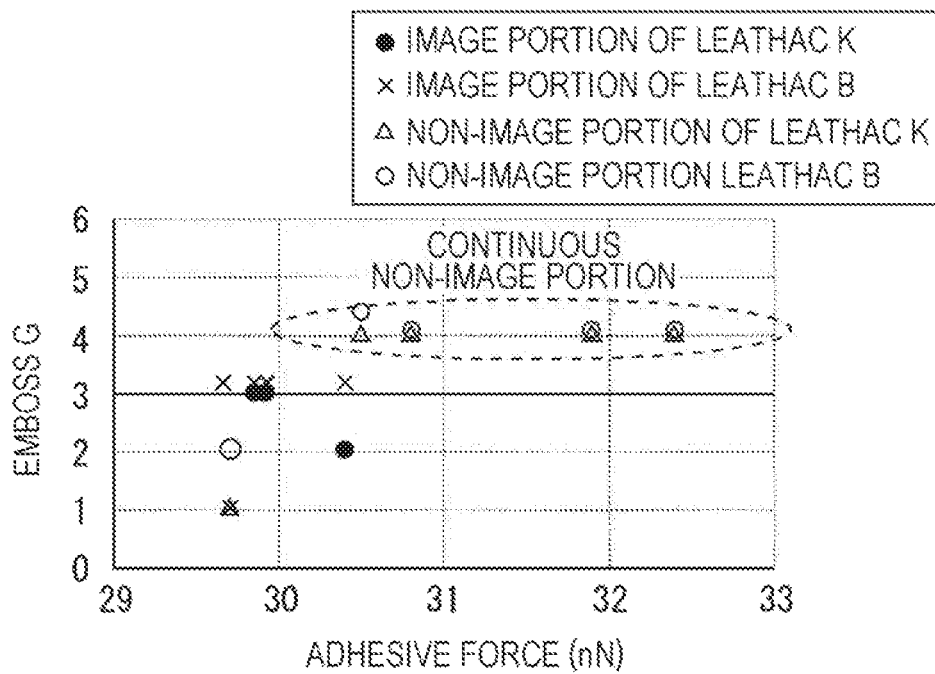 ● IMAGE PORTION OF LEATHAC K
× IMAGE PORTION OF LEATHAC B
△ NON-IMAGE PORTION OF LEATHAC K
○ NON-IMAGE PORTION LEATHAC B
CONTINUOUS
NON-IMAGE PORTION
EMBOSS G
6
5
4
3
2
1
0
29 30 31 32 33
ADHESIVE FORCE (nN)